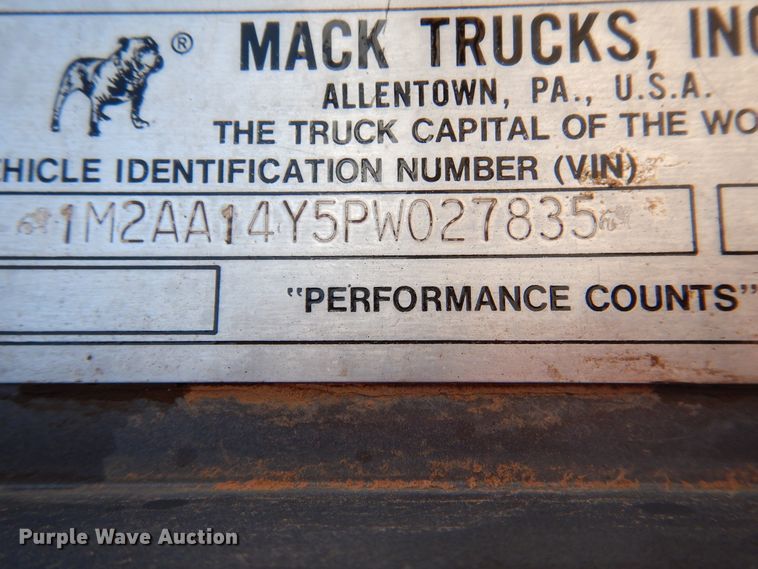 ®
MACK TRUCKS, INC
ALLENTOWN, PA., U.S.A.
THE TRUCK CAPITAL OF THE WO
HICLE IDENTIFICATION NUMBER (VIN)
1M2AA14Y5PW027835
"PERFORMANCE COUNTS"
Purple Wave Auction